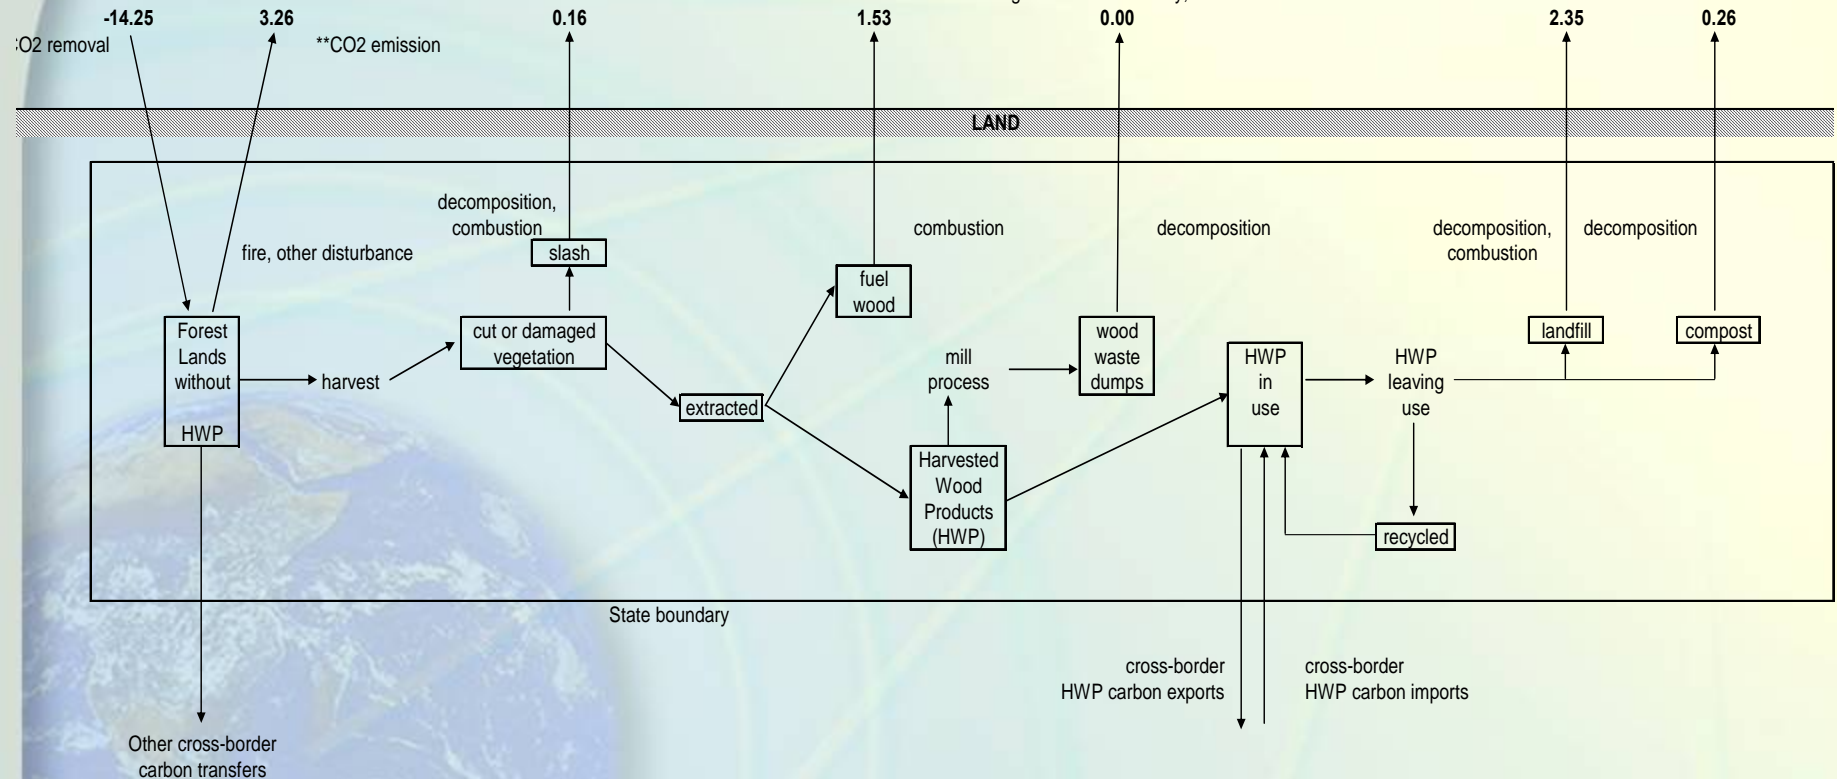 -14.25 3.26 0.16 1.53 0.00 2.35 0.26
CO2 removal **CO2 emission
LAND
decomposition,
combustion
fire, other disturbance
slash
combustion
decomposition
decomposition,
combustion
decomposition
fuel
wood
Forest
Lands
without
HWP
harvest
cut or damaged
vegetation
extracted
mill
process
wood
waste
dumps
Harvested
Wood
Products
(HWP)
HWP
in
use
HWP
leaving
use
landfill
compost
recycled
State boundary
cross-border
HWP carbon exports
cross-border
HWP carbon imports
Other cross-border
carbon transfers